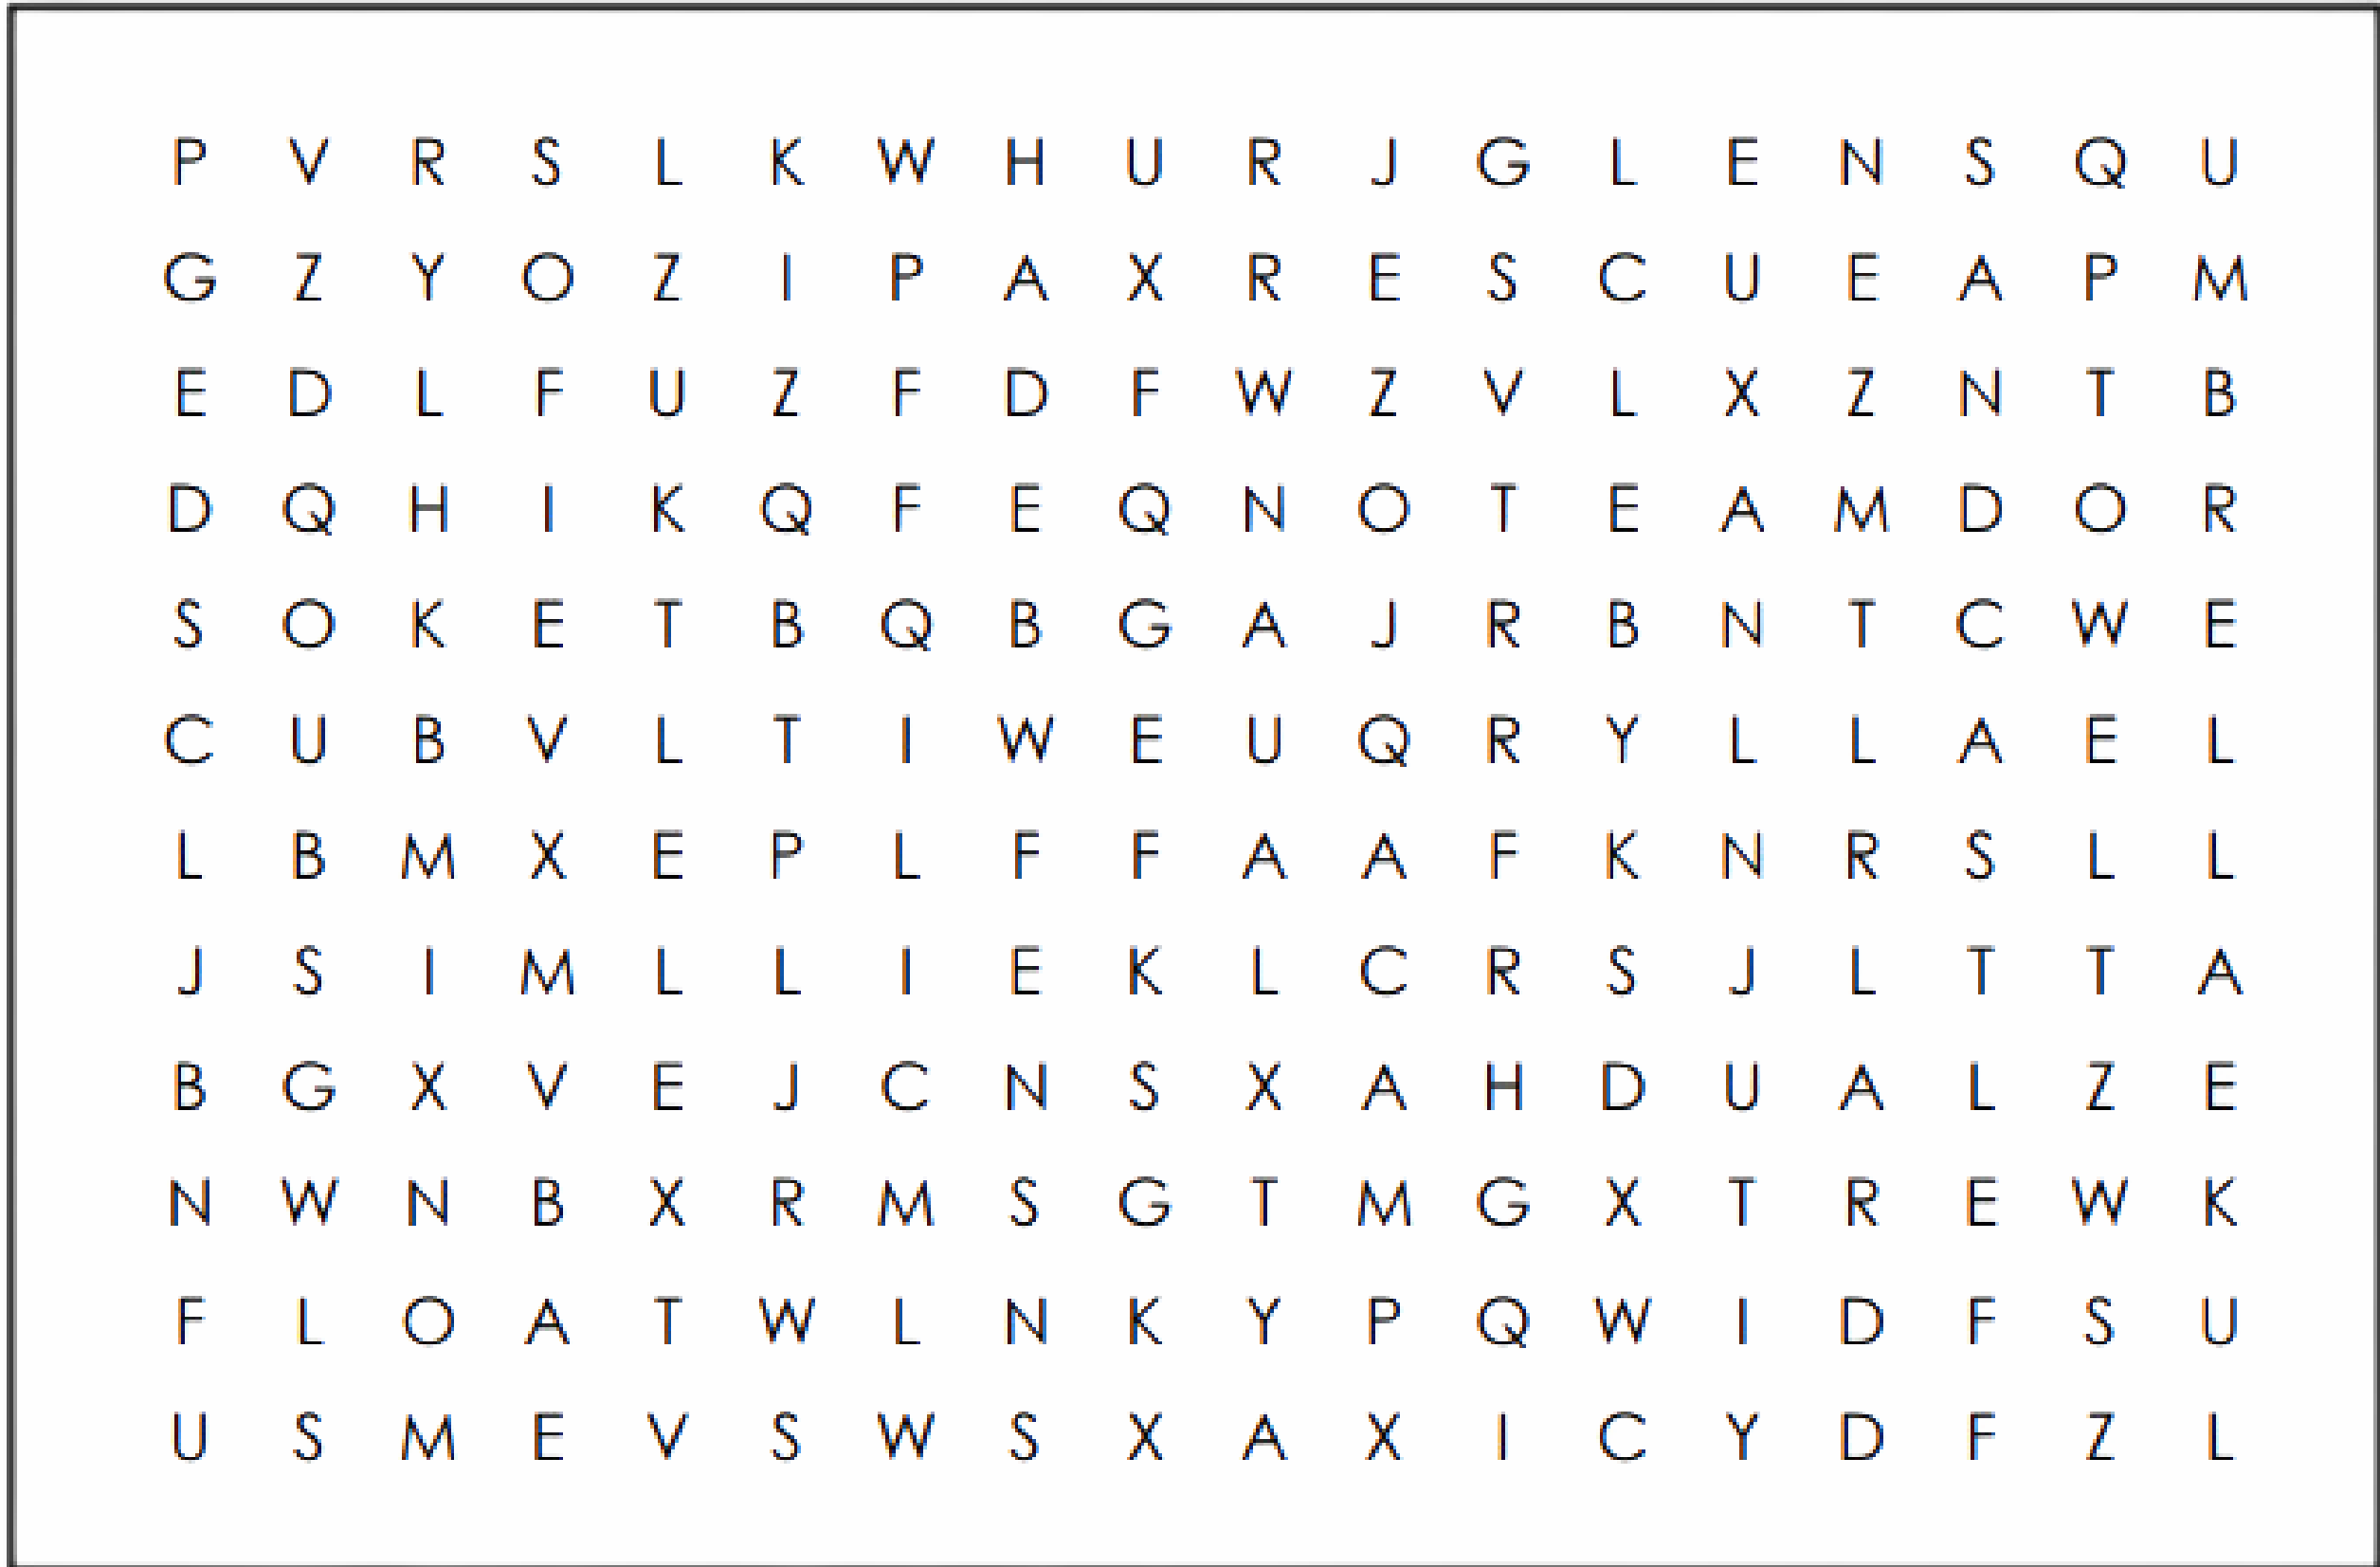 P V R S L K W H U R J G L E N S Q U
G Z Y O Z I P A X R E S C U E A P M
E D L F U Z F D F W Z V L X Z N T B
D Q H I K Q F E Q N O T E A M D O R
S O K E T B Q B G A J R B N T C W E
C U B V L T I W E U Q R Y L L A E L
L B M X E P L F F A A F K N R S L L
J S I M L L I E K L C R S J L T T A
B G X V E J C N S X A H D U A L Z E
N W N B X R M S G T M G X T R E W K
F L O A T W L N K Y P Q W I D F S U
U S M E V S W S X A X I C Y D F Z L